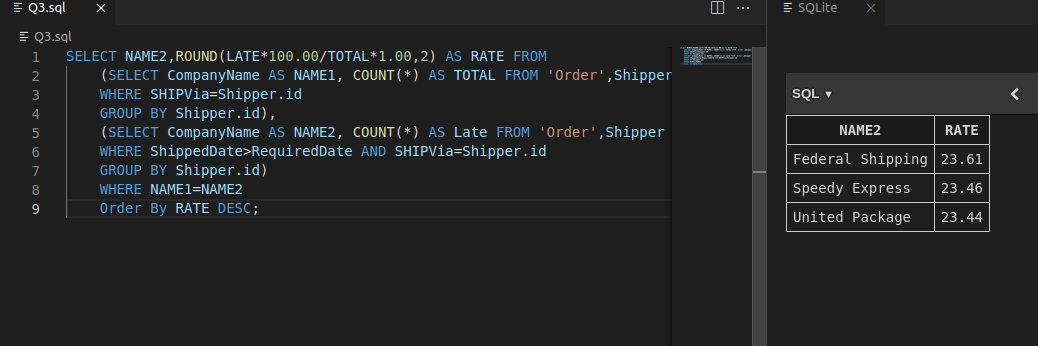 Q3.sql
SQLite
Q3.sql
1 SELECT NAME2,ROUND(LATE*100.00/TOTAL*1.00,2) AS RATE FROM
2 (SELECT CompanyName AS NAME1, COUNT(*) AS TOTAL FROM 'Order',Shipper
3 WHERE SHIPVia=Shipper.id
4 GROUP BY Shipper.id),
5 (SELECT CompanyName AS NAME2, COUNT(*) AS Late FROM 'Order',Shipper
6 WHERE ShippedDate>RequiredDate AND SHIPVia=Shipper.id
7 GROUP BY Shipper.id)
8 WHERE NAME1=NAME2
9 Order By RATE DESC;
SQL
NAME2 RATE
Federal Shipping 23.61
Speedy Express 23.46
United Package 23.44